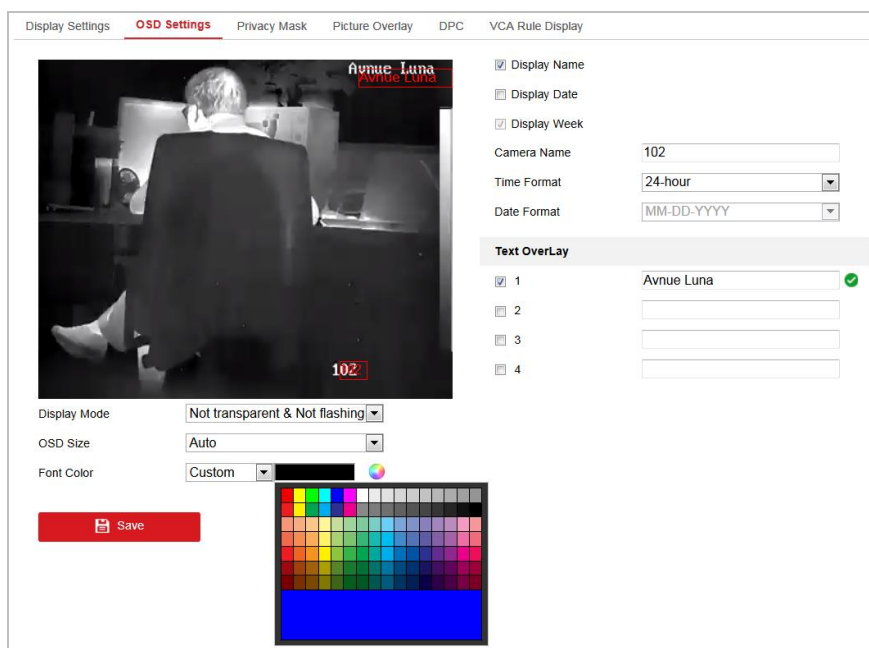 Display Settings OSD Settings Privacy Mask Picture Overlay DPC VCA Rule Display
Avnue Luna
Avnue Luna
102
Display Mode Not transparent & Not flashing
OSD Size Auto
Font Color Custom
Save
Display Name
Display Date
Display Week
Camera Name 102
Time Format 24-hour
Date Format MM-DD-YYYY
Text OverLay
1 Avnue Luna
2
3
4